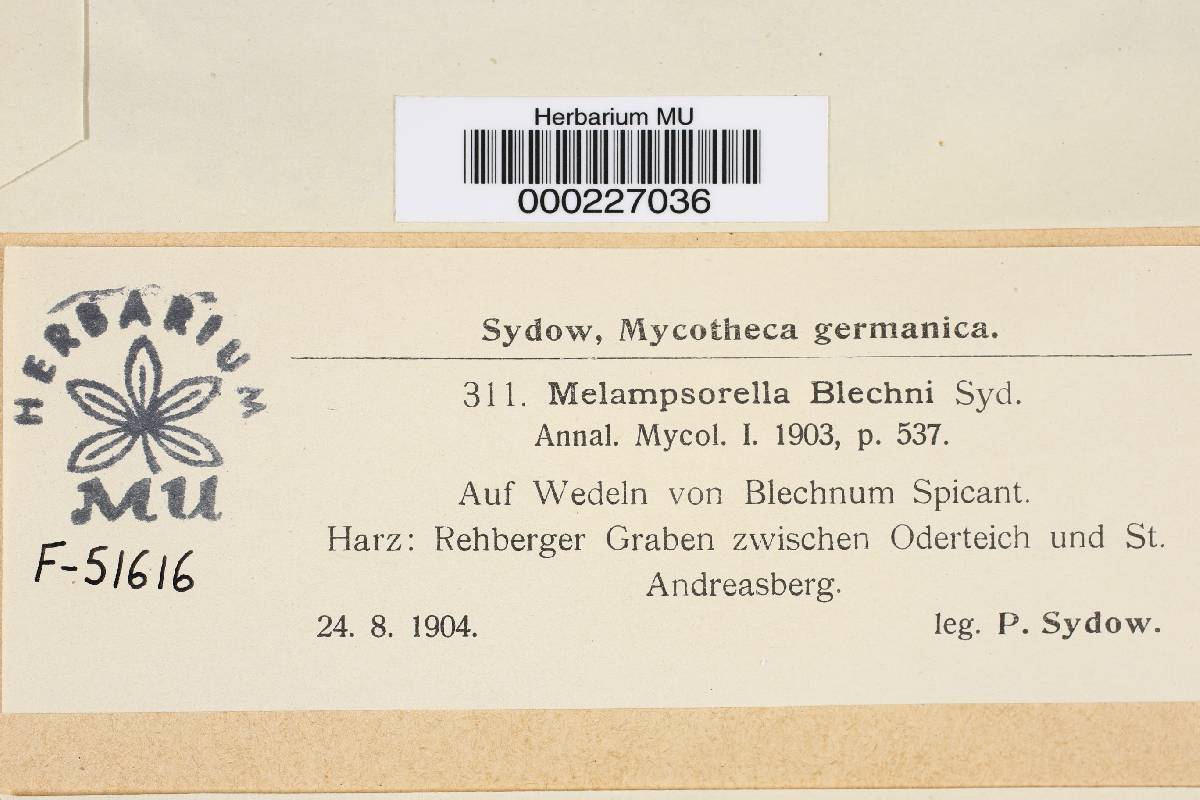 Herbarium MU
000227036
HERBARIUM
MU
F-51616
Sydow, Mycotheca germanica.
311. Melampsorella Blechni Syd.
Annal. Mycol. I. 1903, p. 537.
Auf Wedeln von Blechnum Spicant.
Harz: Rehberger Graben zwischen Oderteich und St.
Andreasberg.
24. 8. 1904. leg. P. Sydow.